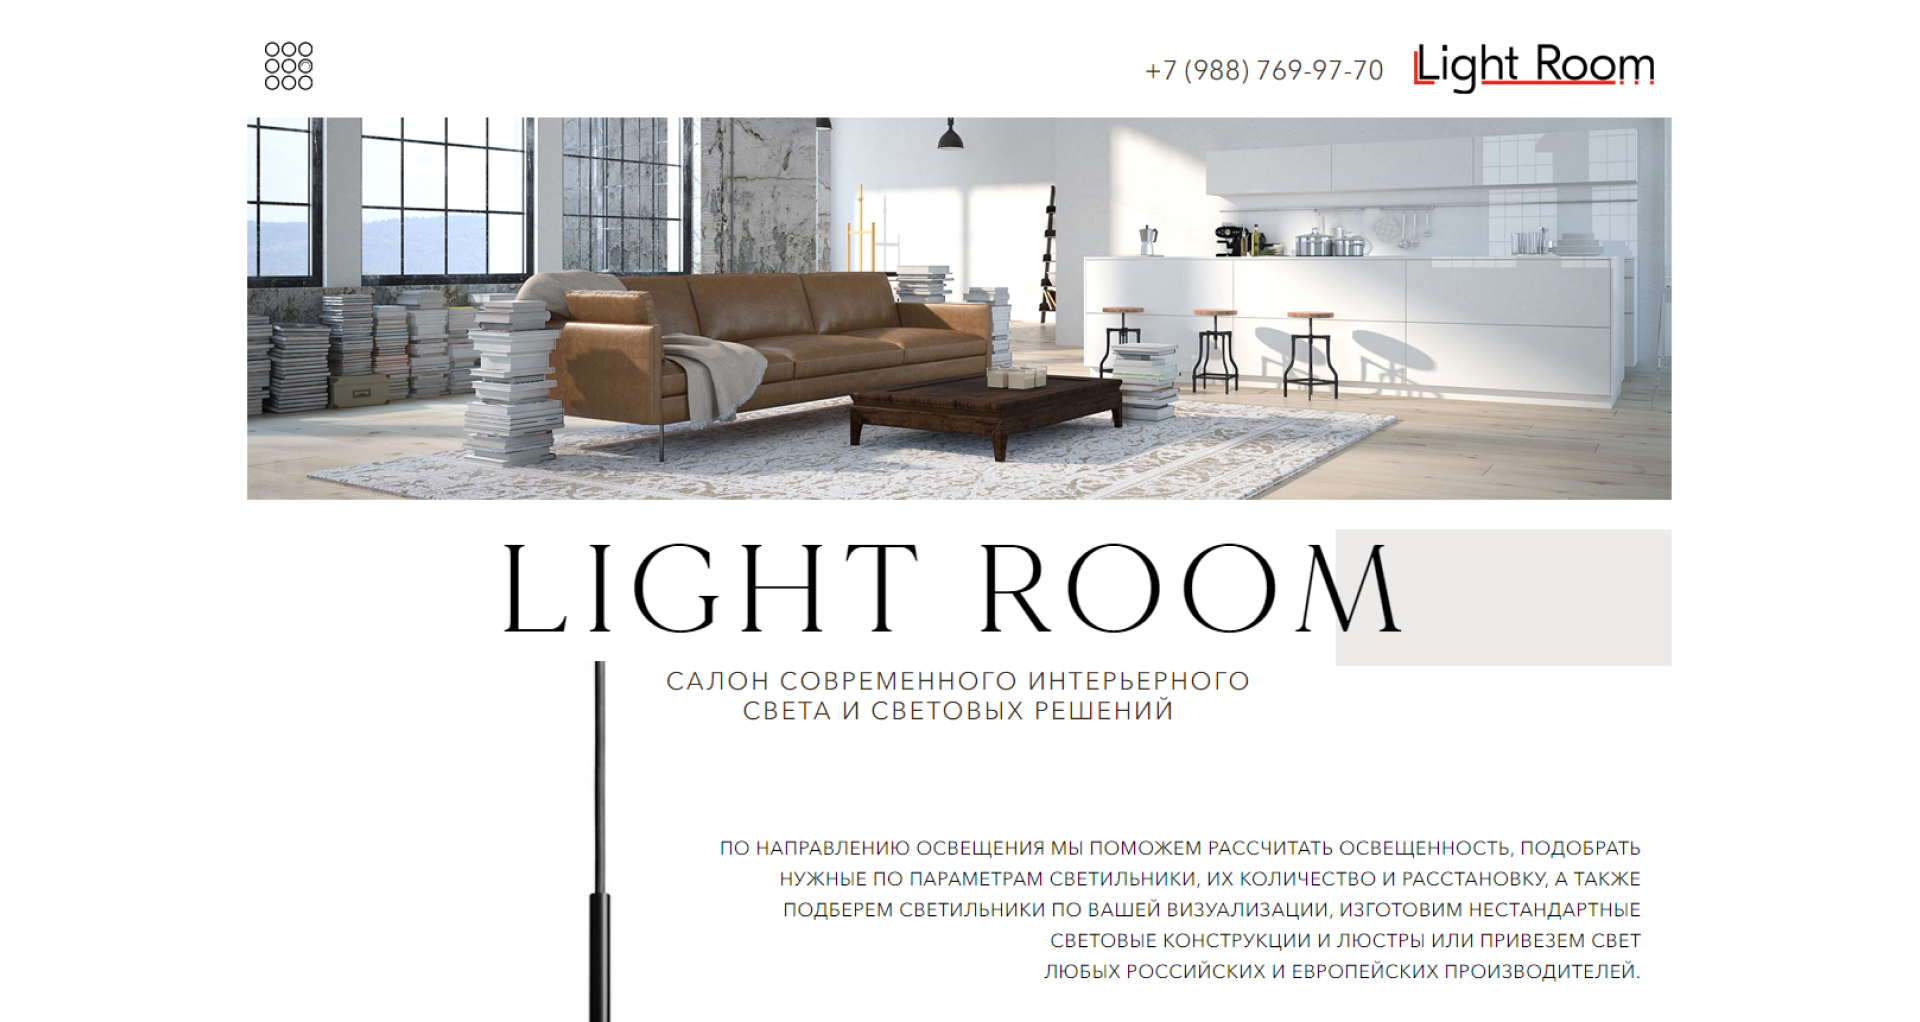 +7 (988) 769-97-70
Light Room
LIGHT ROOM
САЛОН СОВРЕМЕННОГО ИНТЕРЬЕРНОГО
СВЕТА И СВЕТОВЫХ РЕШЕНИЙ
ПО НАПРАВЛЕНИЮ ОСВЕЩЕНИЯ МЫ ПОМОЖЕМ РАССЧИТАТЬ ОСВЕЩЕННОСТЬ, ПОДОБРАТЬ
НУЖНЫЕ ПО ПАРАМЕТРАМ СВЕТИЛЬНИКИ, ИХ КОЛИЧЕСТВО И РАССТАНОВКУ, А ТАКЖЕ
ПОДБЕРЕМ СВЕТИЛЬНИКИ ПО ВАШЕЙ ВИЗУАЛИЗАЦИИ, ИЗГОТОВИМ НЕСТАНДАРТНЫЕ
СВЕТОВЫЕ КОНСТРУКЦИИ И ЛЮСТРЫ ИЛИ ПРИВЕЗЕМ СВЕТ
ЛЮБЫХ РОССИЙСКИХ И ЕВРОПЕЙСКИХ ПРОИЗВОДИТЕЛЕЙ.